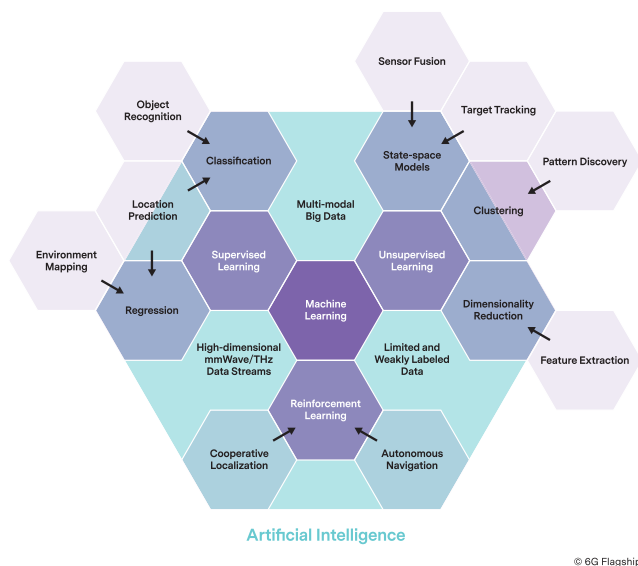 Sensor Fusion
Object
Recognition
Target Tracking
Classification
State-space
Models
Pattern Discovery
Location
Prediction
Multi-modal
Big Data
Clustering
Environment
Mapping
Supervised
Learning
Unsupervised
Learning
Regression
Machine
Learning
Dimensionality
Reduction
High-dimensional
mmWave/THz
Data Streams
Limited and
Weakly Labeled
Data
Feature Extraction
Reinforcement
Learning
Cooperative
Localization
Autonomous
Navigation
Artificial Intelligence
© 6G Flagship